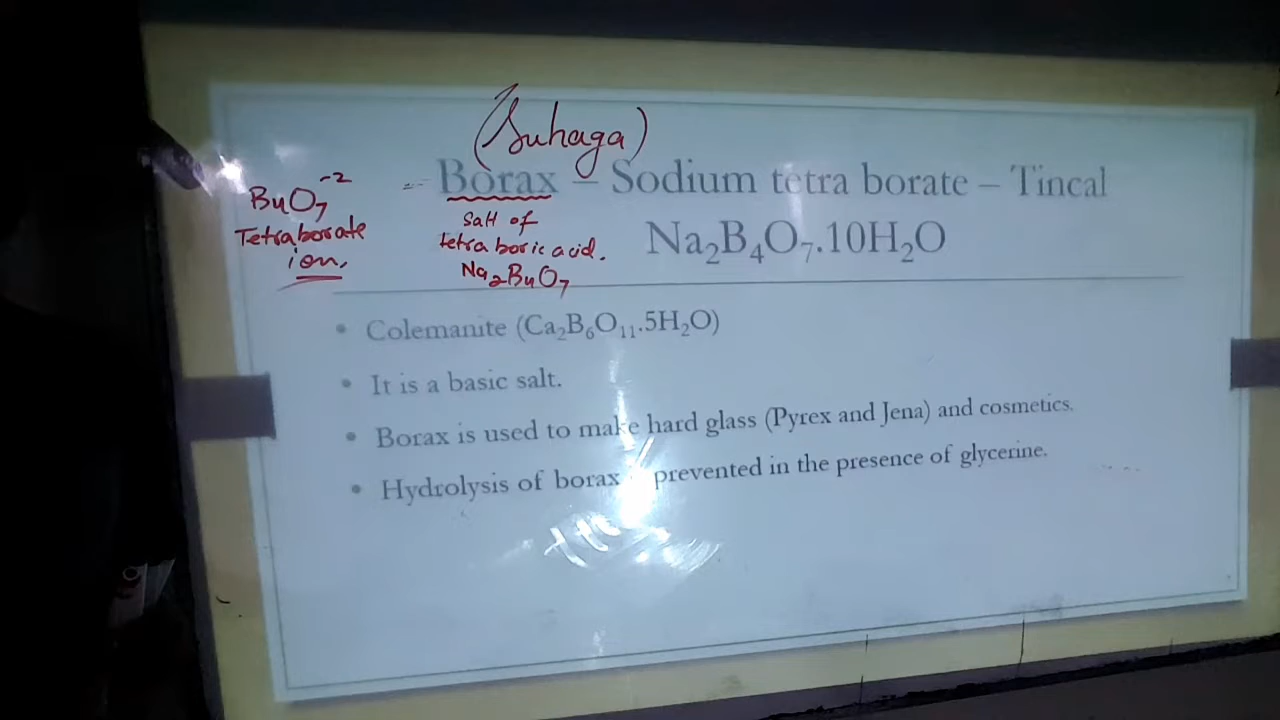 (Suhaga)
Borax – Sodium tetra borate – Tincal
Na₂B₄O₇.10H₂O
B4O7⁻²
Tetraborate
ion.
Salt of
tetra boric acid.
Na2B4O7
• Colemanite (Ca₂B₆O₁₁.5H₂O)
• It is a basic salt.
• Borax is used to make hard glass (Pyrex and Jena) and cosmetics.
• Hydrolysis of borax prevented in the presence of glycerine.